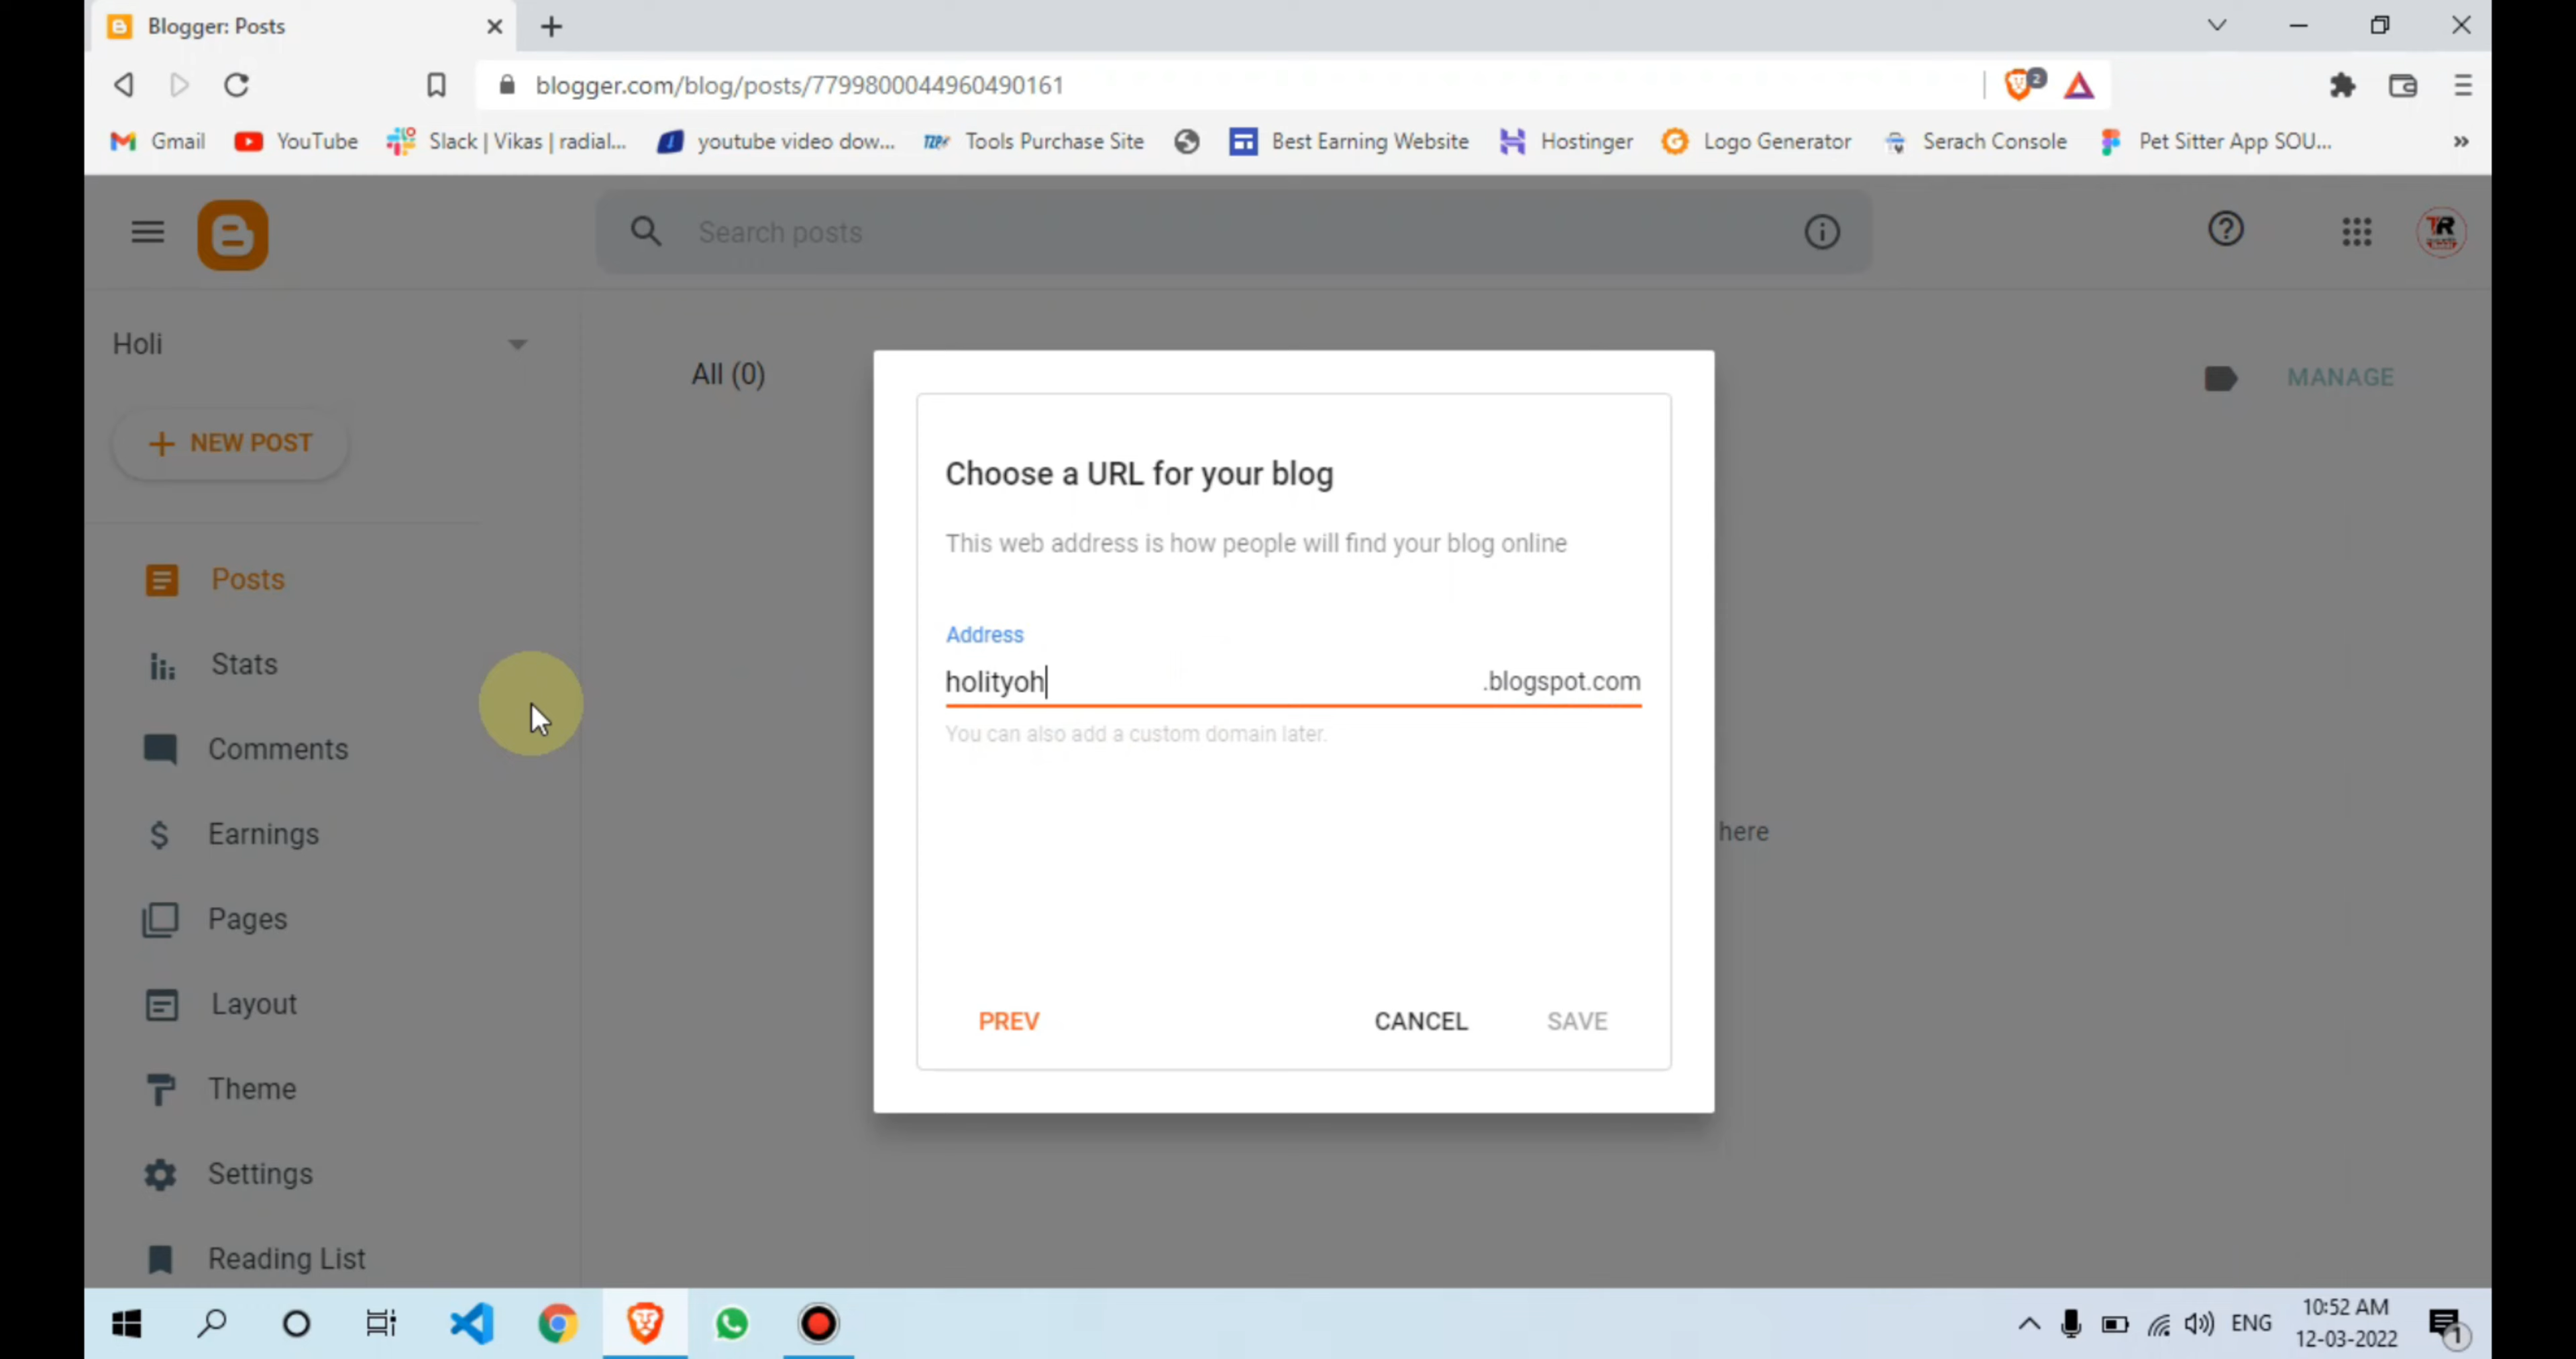 Blogger: Posts
blogger.com/blog/posts/7799800044960490161
2
Gmail
YouTube
Slack | Vikas | radial...
youtube video dow...
Tools Purchase Site
Best Earning Website
Hostinger
Logo Generator
Serach Console
Pet Sitter App SOU...
Search posts
Holi
All (0)
MANAGE
NEW POST
Posts
Stats
Comments
Earnings
Pages
Layout
Theme
Settings
Reading List
Choose a URL for your blog
This web address is how people will find your blog online
Address
holityoh
.blogspot.com
You can also add a custom domain later.
here
PREV
CANCEL
SAVE
ENG
10:52 AM
12-03-2022
1